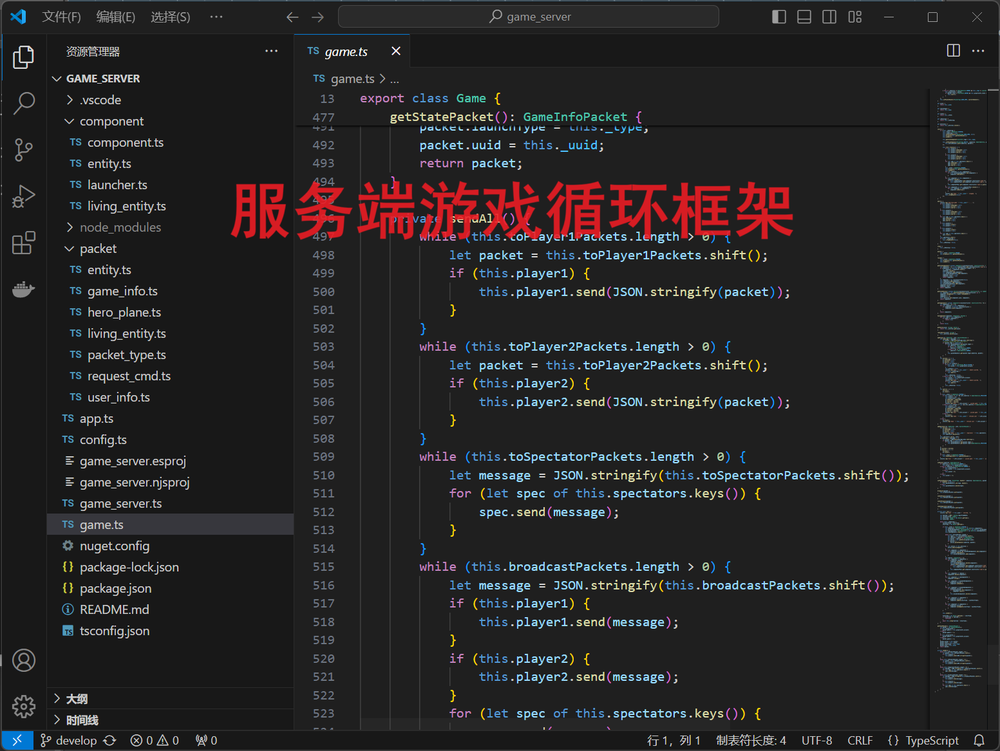 文件(F) 编辑(E) 选择(S) ··· game_server
资源管理器 ···
GAME_SERVER
.vscode
component
TS component.ts
TS entity.ts
TS launcher.ts
TS living_entity.ts
node_modules
packet
TS entity.ts
TS game_info.ts
TS hero_plane.ts
TS living_entity.ts
TS packet_type.ts
TS request_cmd.ts
TS user_info.ts
TS app.ts
TS config.ts
game_server.esproj
game_server.njsproj
TS game_server.ts
TS game.ts
nuget.config
{} package-lock.json
{} package.json
README.md
TS tsconfig.json
大纲
时间线
TS game.ts
TS game.ts > ...
13 export class Game {
477 getStatePacket(): GameInfoPacket {
491 packet.launchType = this._type;
492 packet.uuid = this._uuid;
493 return packet;
494 }
495
服务端游戏循环框架
496 private sendAll() {
497 while (this.toPlayer1Packets.length > 0) {
498 let packet = this.toPlayer1Packets.shift();
499 if (this.player1) {
500 this.player1.send(JSON.stringify(packet));
501 }
502 }
503 while (this.toPlayer2Packets.length > 0) {
504 let packet = this.toPlayer2Packets.shift();
505 if (this.player2) {
506 this.player2.send(JSON.stringify(packet));
507 }
508 }
509 while (this.toSpectatorPackets.length > 0) {
510 let message = JSON.stringify(this.toSpectatorPackets.shift());
511 for (let spec of this.spectators.keys()) {
512 spec.send(message);
513 }
514 }
515 while (this.broadcastPackets.length > 0) {
516 let message = JSON.stringify(this.broadcastPackets.shift());
517 if (this.player1) {
518 this.player1.send(message);
519 }
520 if (this.player2) {
521 this.player2.send(message);
522 }
523 for (let spec of this.spectators.keys()) {
develop 0 0 0 行 1，列 1 制表符长度: 4 UTF-8 CRLF {} TypeScript